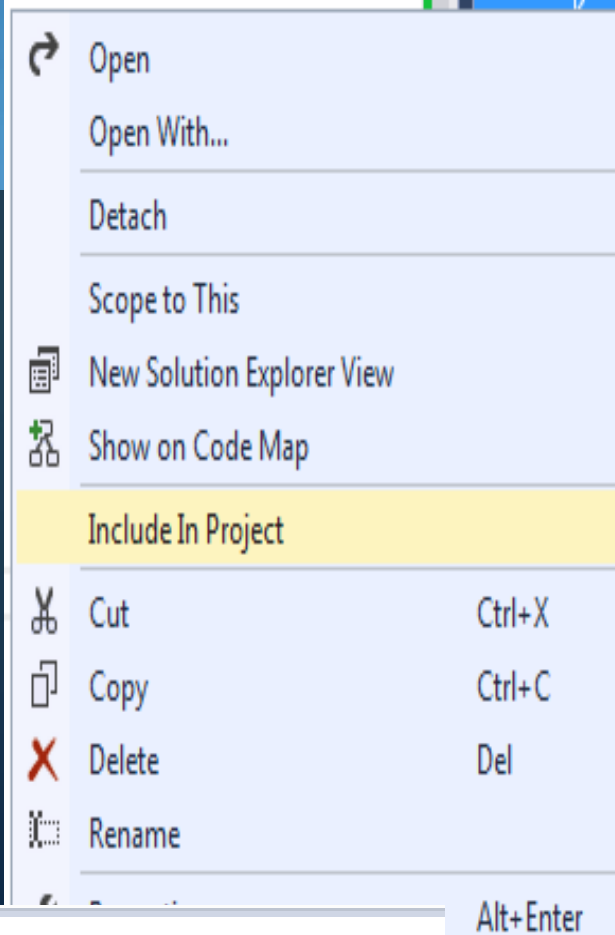 Open
Open With...
Detach
Scope to This
New Solution Explorer View
Show on Code Map
Include In Project
Cut Ctrl+X
Copy Ctrl+C
Delete Del
Rename
Alt+Enter